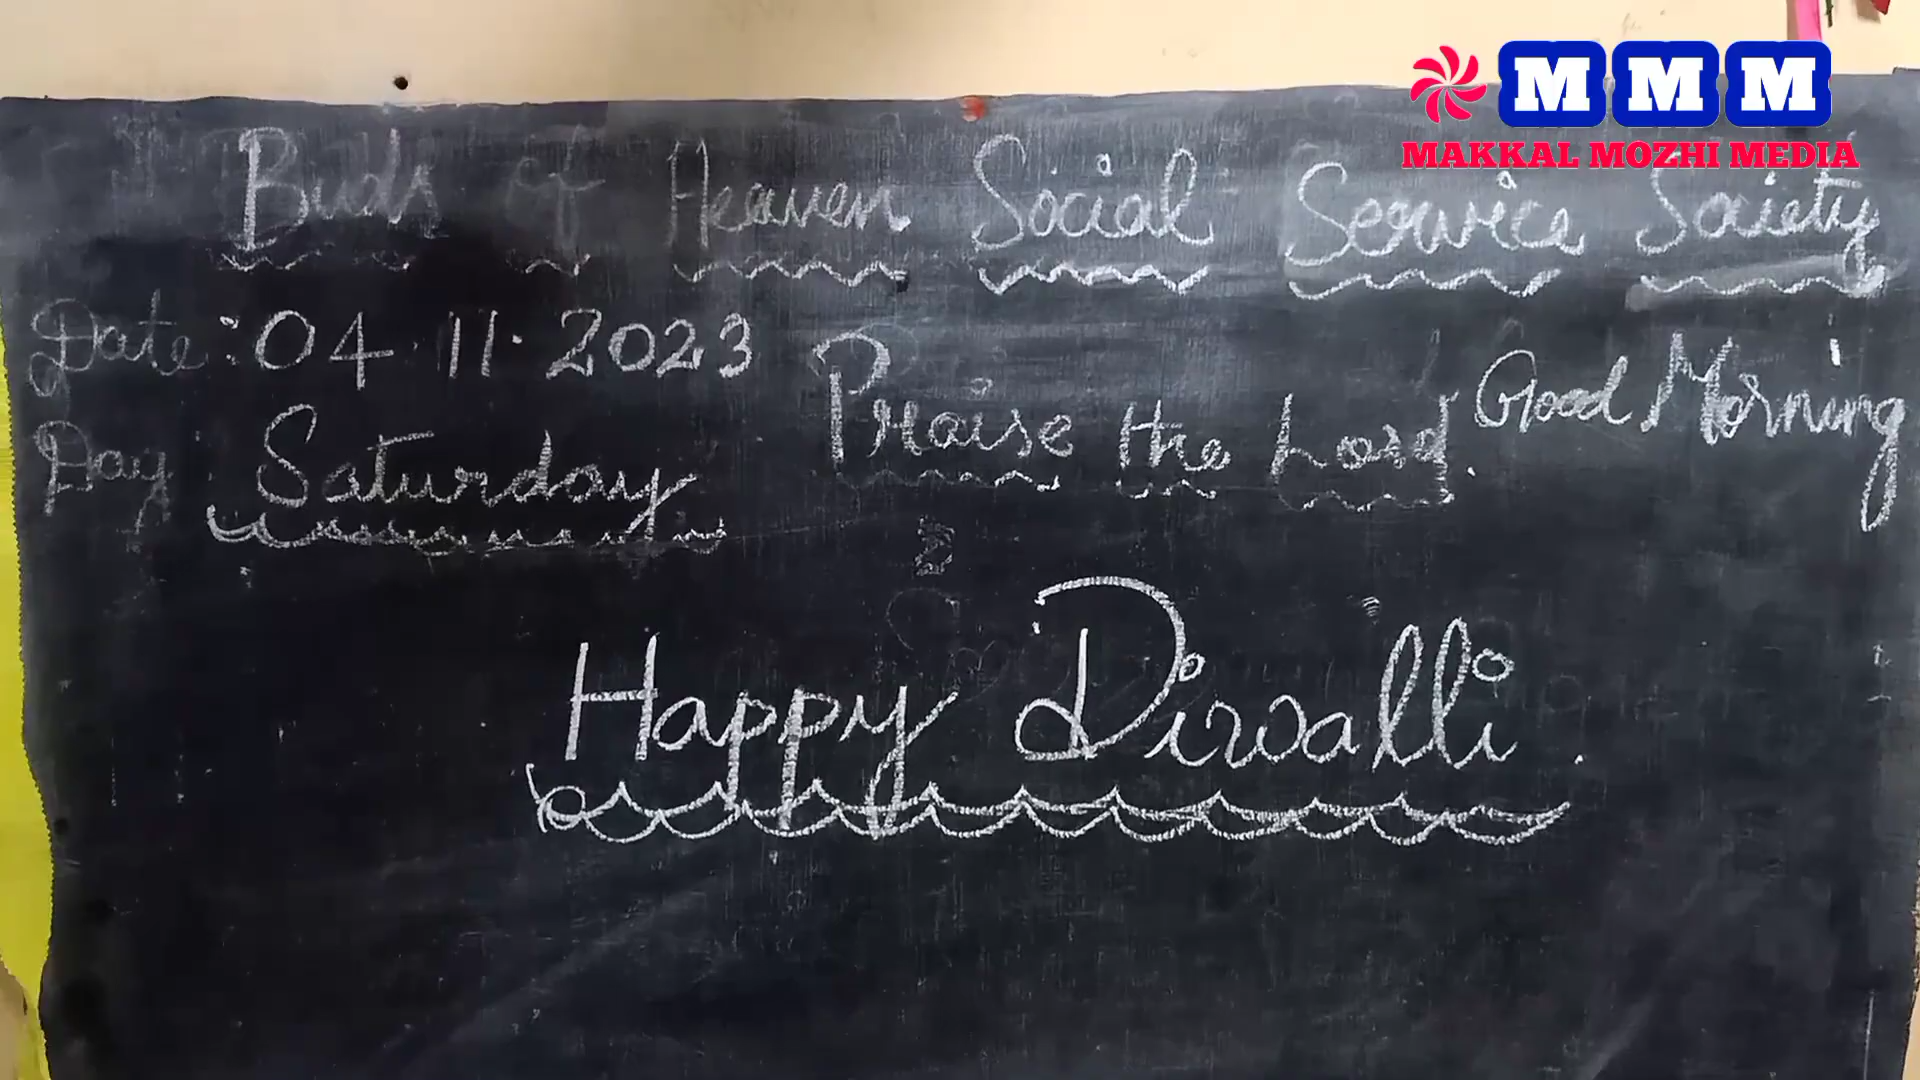 M M M
MAKKAL MOZHI MEDIA
Buds of Heaven Social Service Society
Date : 04.11.2023
Praise the Lord. Good Morning
Day : Saturday
Happy Diwalli.